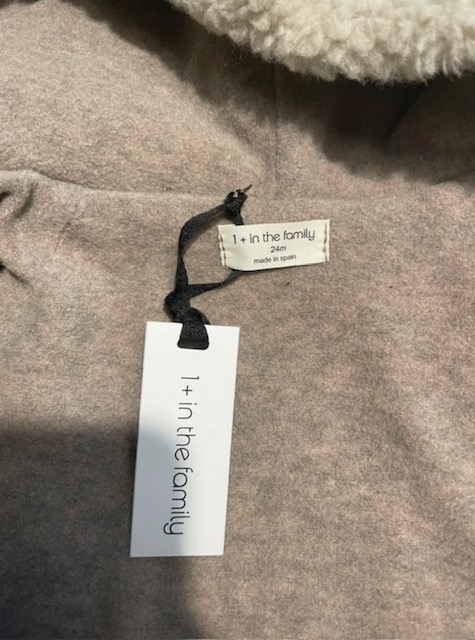 1 + in the family
24m
made in spain
1 + in the family